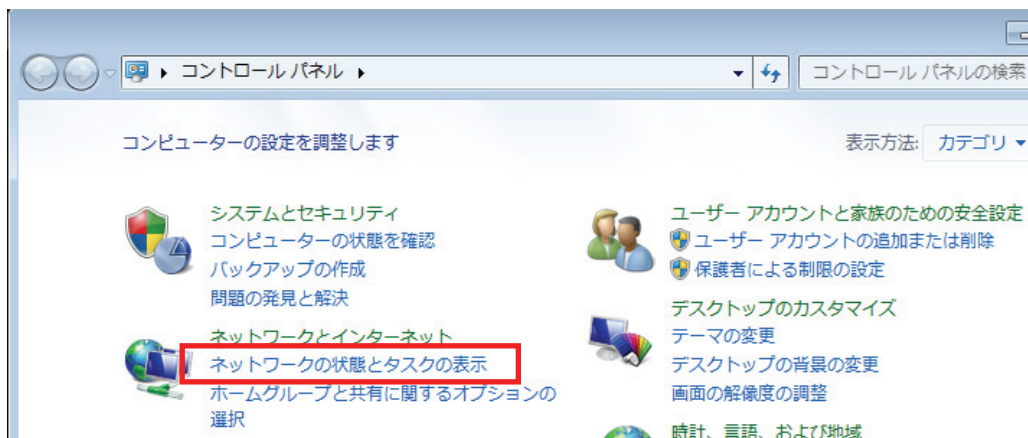 コントロール パネル
コントロール パネルの検索
コンピューターの設定を調整します
表示方法: カテゴリ
システムとセキュリティ
コンピューターの状態を確認
バックアップの作成
問題の発見と解決
ネットワークとインターネット
ネットワークの状態とタスクの表示
ホームグループと共有に関するオプションの
選択
ユーザー アカウントと家族のための安全設定
ユーザー アカウントの追加または削除
保護者による制限の設定
デスクトップのカスタマイズ
テーマの変更
デスクトップの背景の変更
画面の解像度の調整
時計、言語、および地域